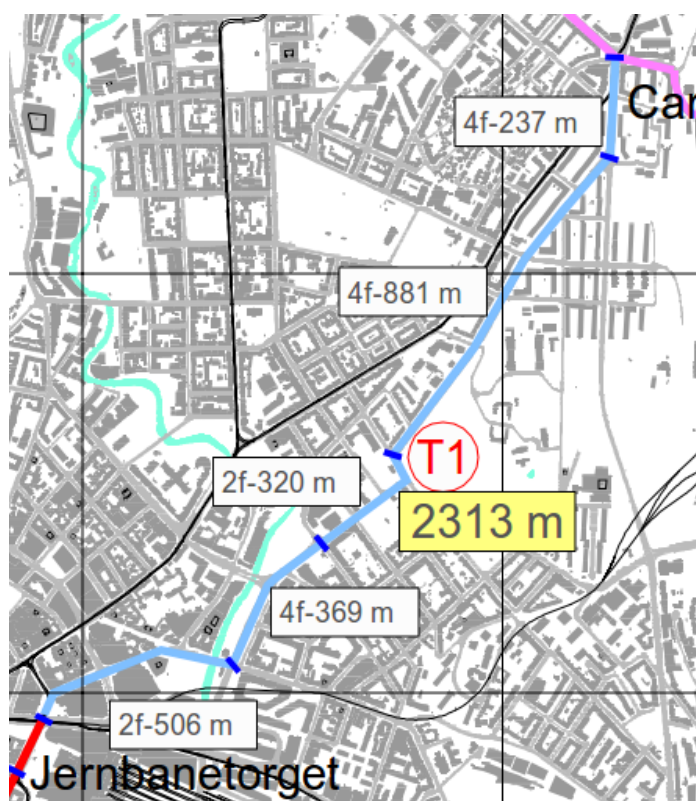 Car
4f-237 m
4f-881 m
T1
2f-320 m
2313 m
4f-369 m
2f-506 m
Jernbanetorget